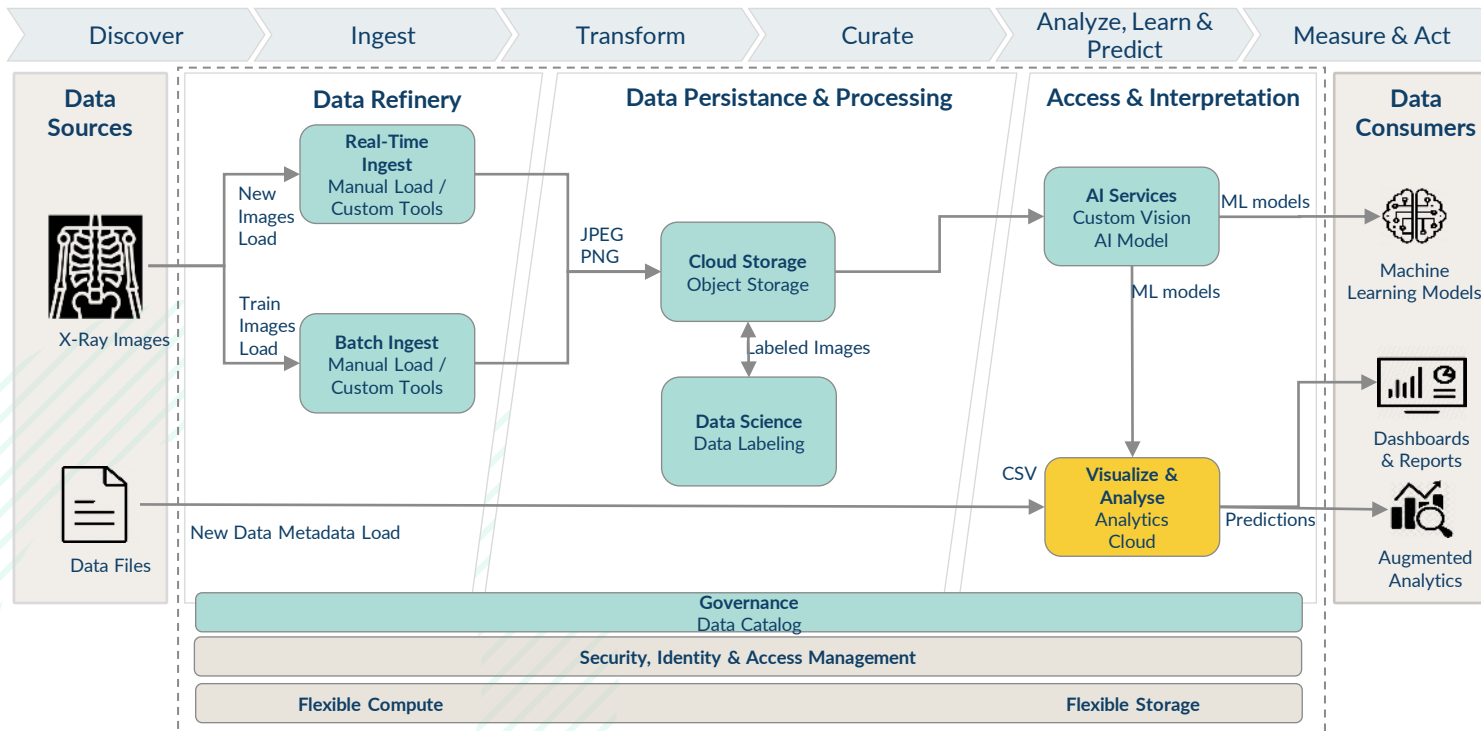 Discover
Ingest
Transform
Curate
Analyze, Learn &
Predict
Measure & Act
Data
Sources
X-Ray Images
Data Files
Data Refinery
New
Images
Load
Train
Images
Load
Real-Time
Ingest
Manual Load /
Custom Tools
Batch Ingest
Manual Load /
Custom Tools
New Data Metadata Load
Data Persistance & Processing
JPEG
PNG
Cloud Storage
Object Storage
Labeled Images
Data Science
Data Labeling
Access & Interpretation
AI Services
Custom Vision
AI Model
ML models
ML models
CSV
Visualize &
Analyse
Analytics
Cloud
Predictions
Data
Consumers
Machine
Learning Models
Dashboards
& Reports
Augmented
Analytics
Governance
Data Catalog
Security, Identity & Access Management
Flexible Compute
Flexible Storage